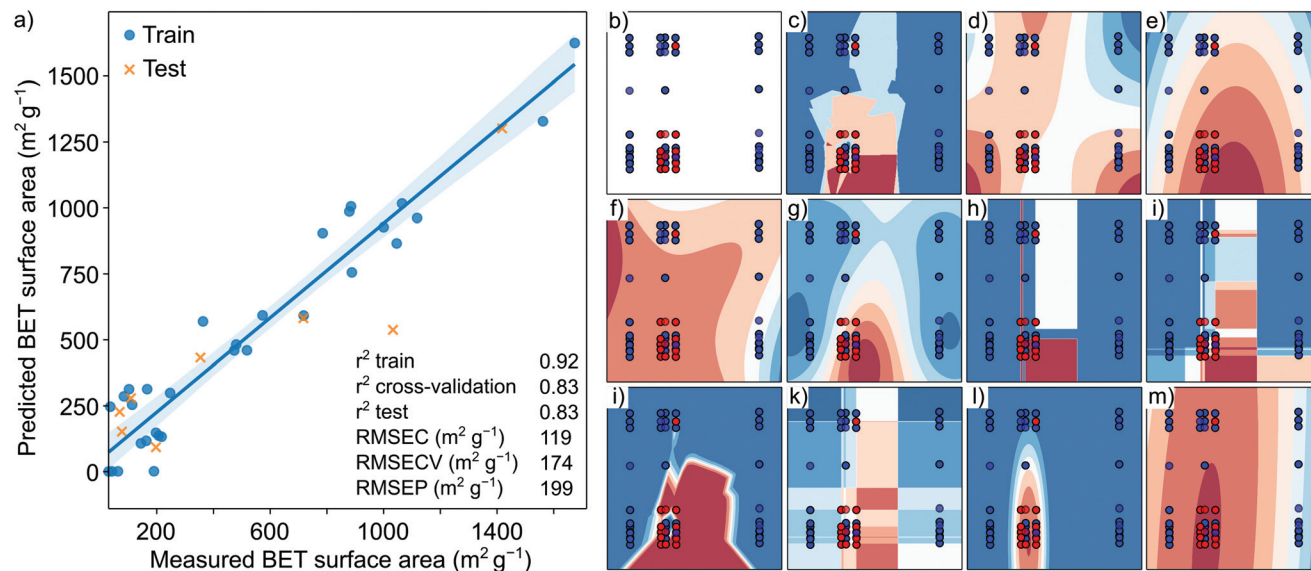 a)
Train
Test
Predicted BET surface area (m² g⁻¹)
1500
1250
1000
750
500
250
0
r² train 0.92
r² cross-validation 0.83
r² test 0.83
RMSEC (m² g⁻¹) 119
RMSECV (m² g⁻¹) 174
RMSEP (m² g⁻¹) 199
200 600 1000 1400
Measured BET surface area (m² g⁻¹)
b) c) d) e)
f) g) h) i)
i) k) l) m)